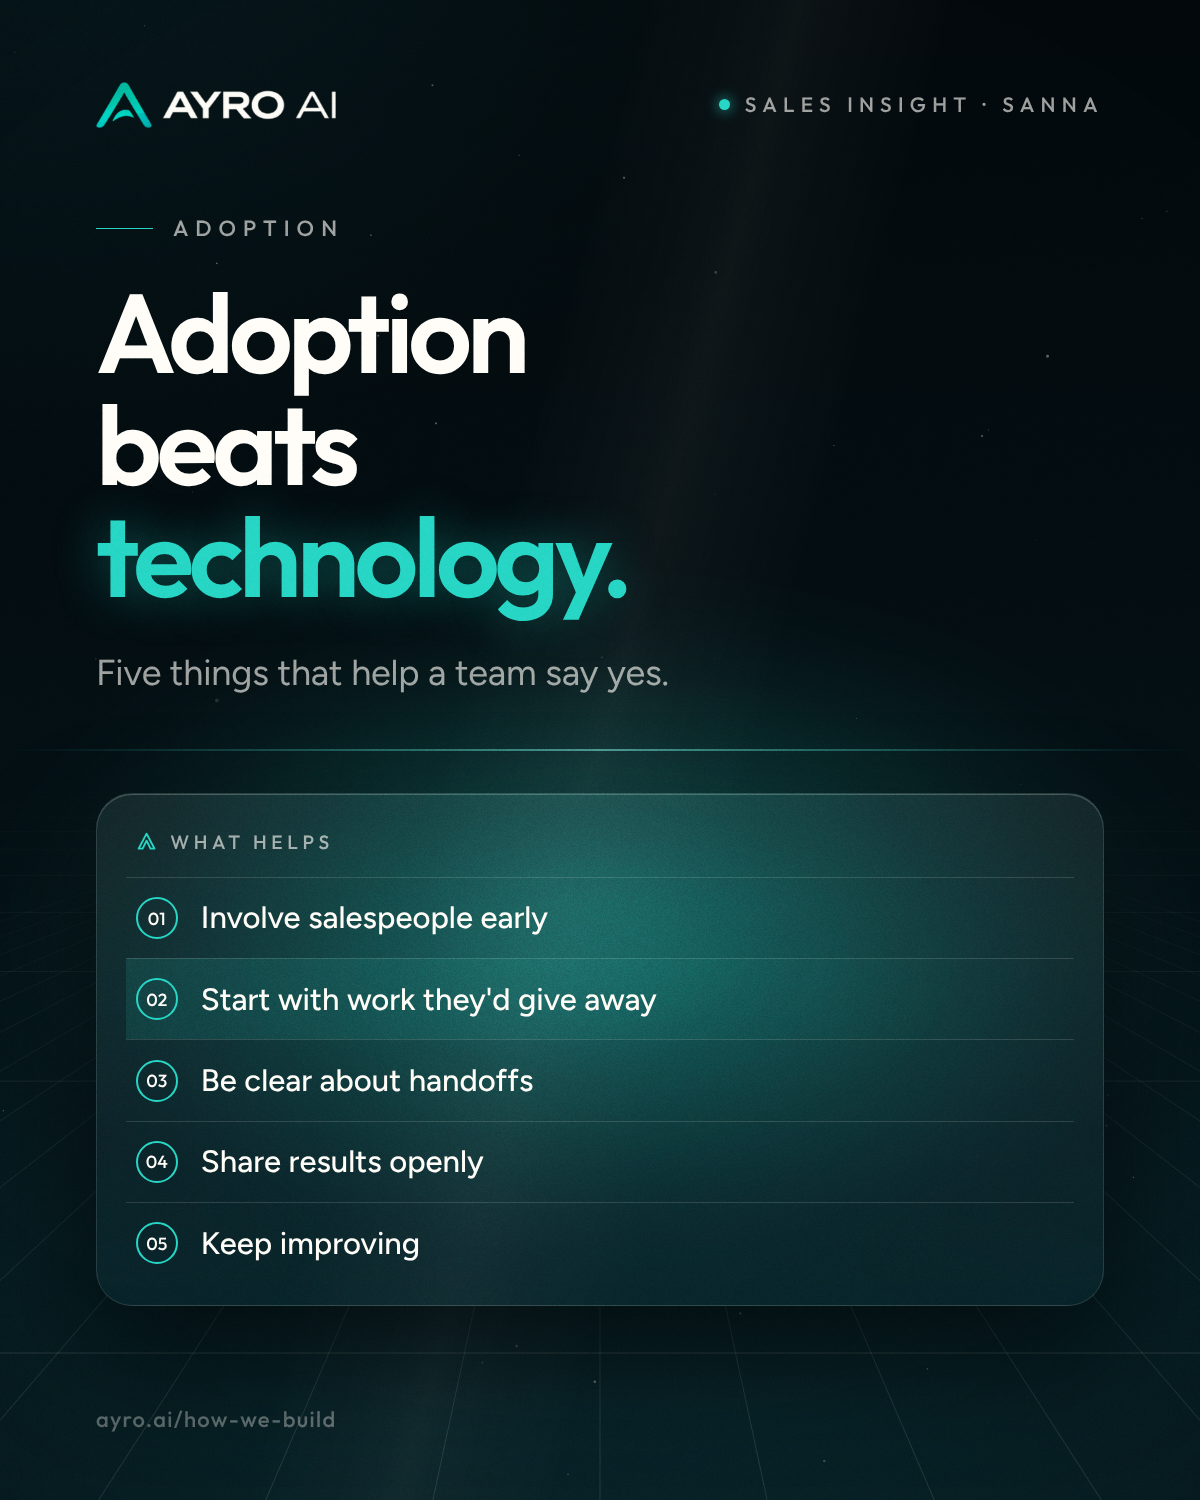 AYRO AI
SALES INSIGHT · SANNA
ADOPTION
Adoption
beats
technology.
Five things that help a team say yes.
WHAT HELPS
01 Involve salespeople early
02 Start with work they'd give away
03 Be clear about handoffs
04 Share results openly
05 Keep improving
ayro.ai/how-we-build